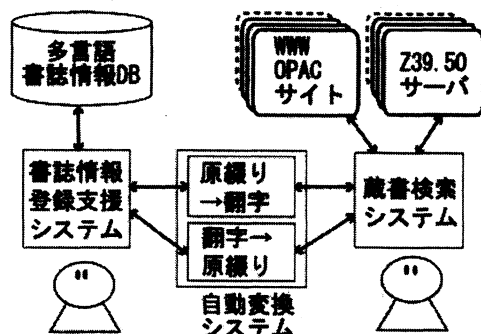 多言語
書誌情報DB
WWW
OPAC
サイト
Z39.50
サーバ
書誌情報
登録支援
システム
原綴り
→翻字
翻字→
原綴り
自動変換
システム
蔵書検索
システム